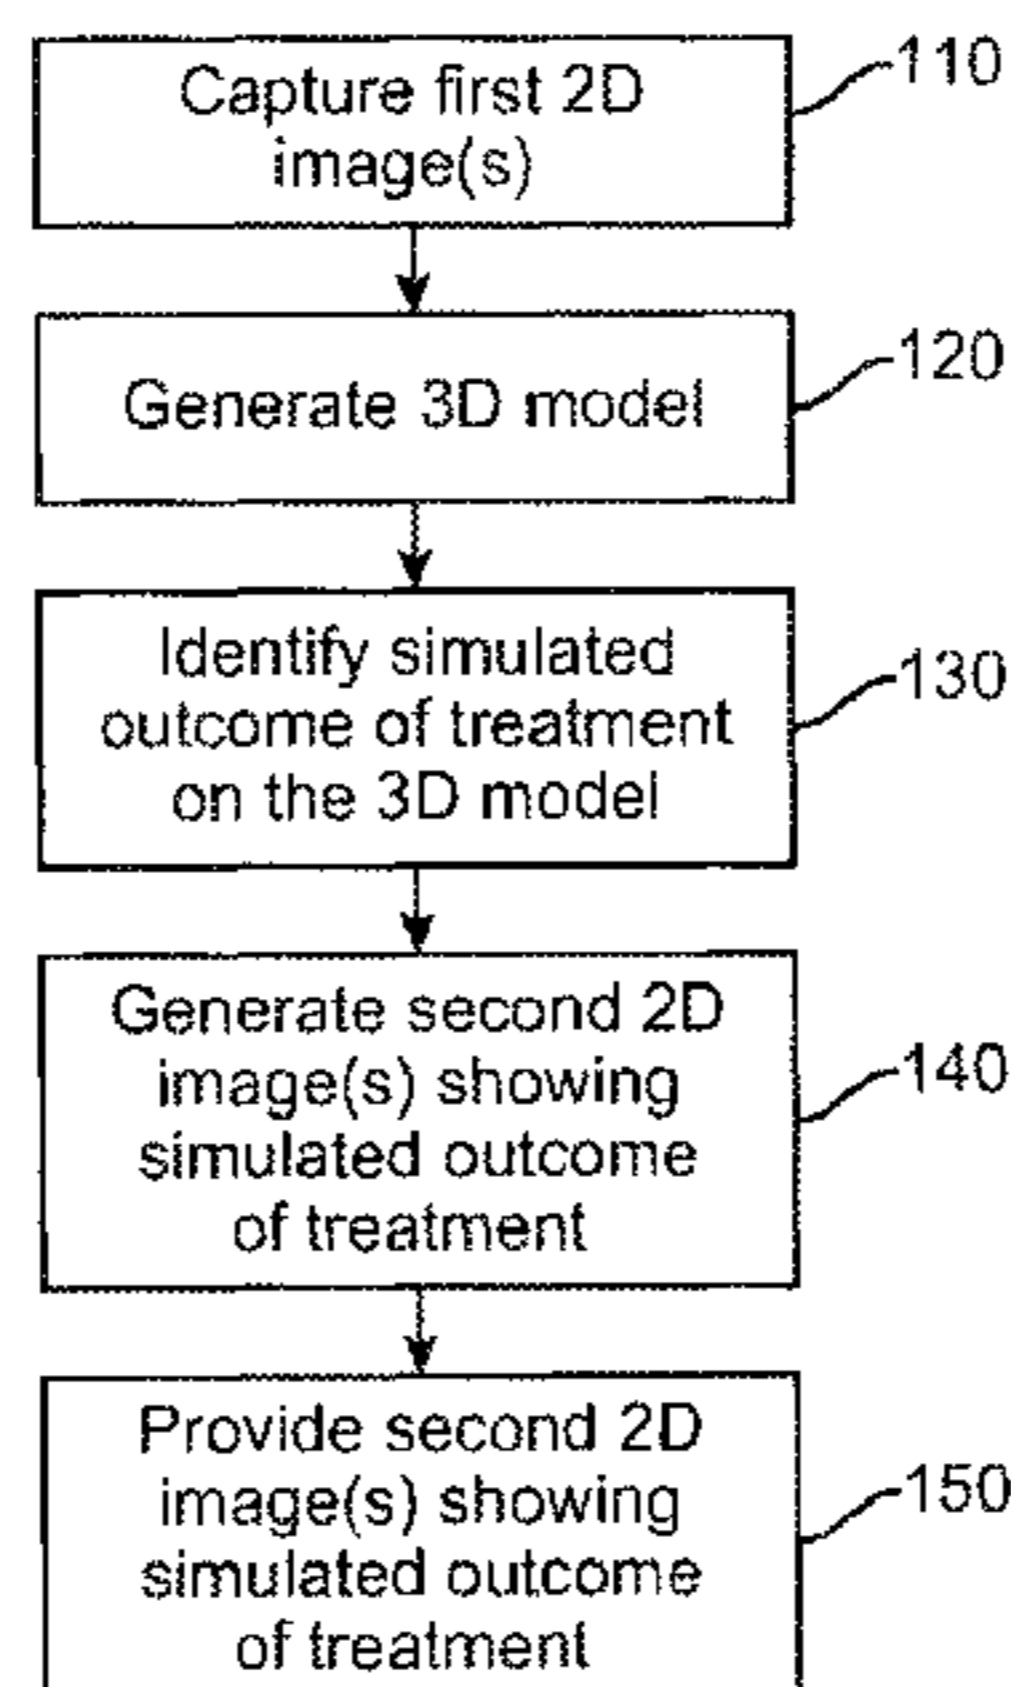 Capture first 2D
image(s)
110
Generate 3D model
120
Identify simulated
outcome of treatment
on the 3D model
130
Generate second 2D
image(s) showing
simulated outcome
of treatment
140
Provide second 2D
image(s) showing
simulated outcome
of treatment
150